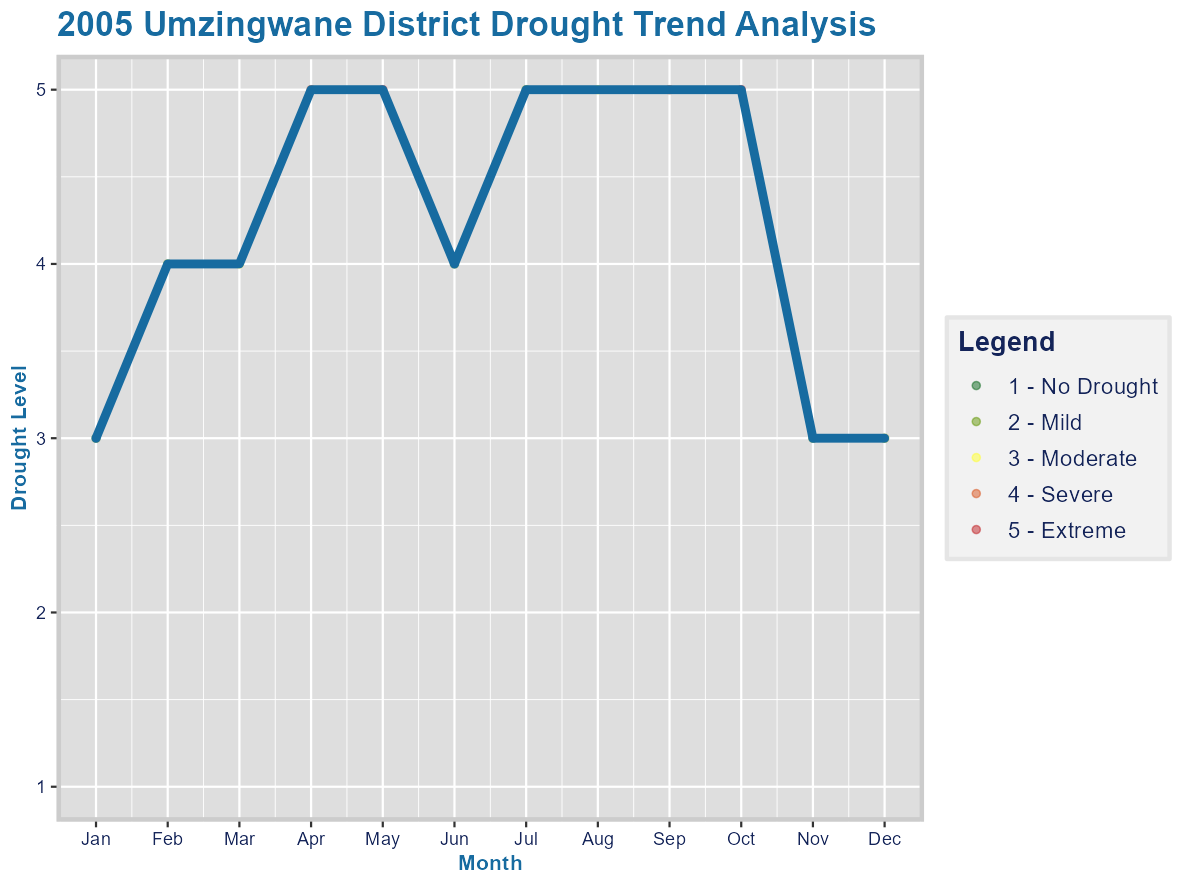 2005 Umzingwane District Drought Trend Analysis
5
4
3
2
1
Drought Level
Jan Feb Mar Apr May Jun Jul Aug Sep Oct Nov Dec
Month
Legend
1 - No Drought
2 - Mild
3 - Moderate
4 - Severe
5 - Extreme